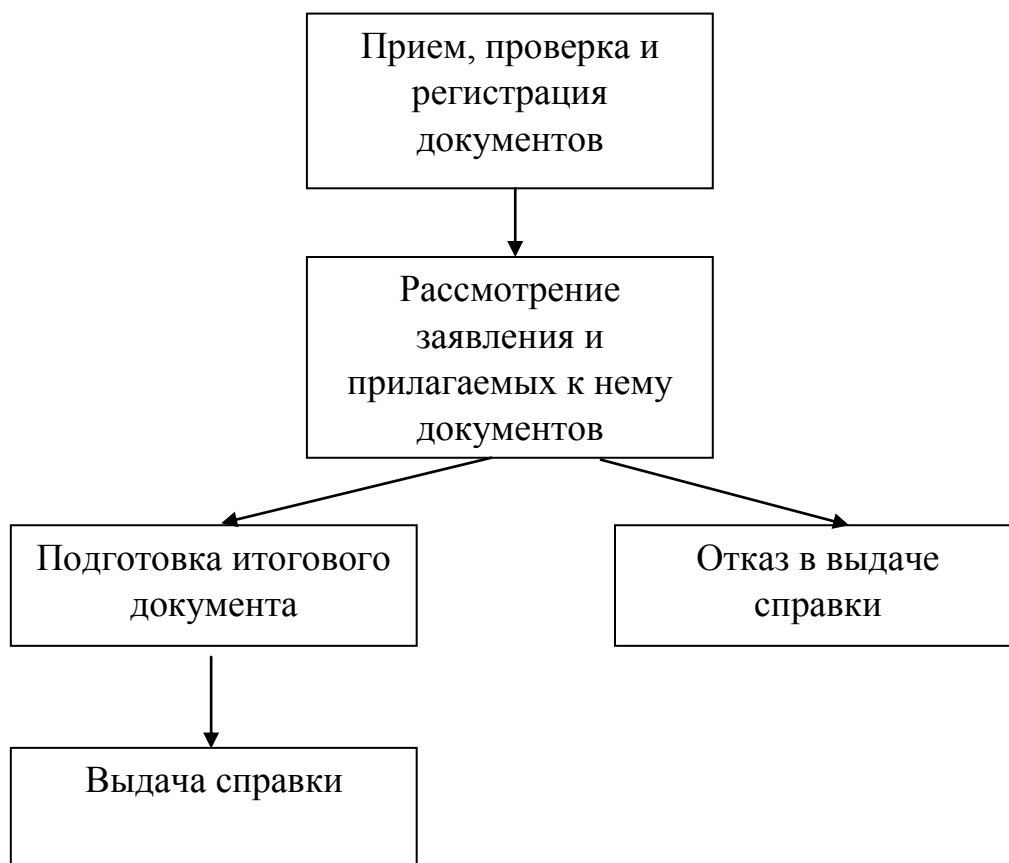 Прием, проверка и
регистрация
документов
Рассмотрение
заявления и
прилагаемых к нему
документов
Подготовка итогового
документа
Отказ в выдаче
справки
Выдача справки